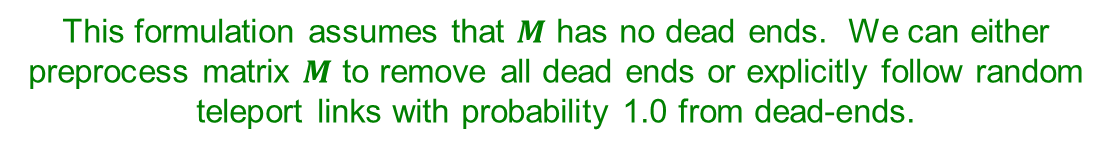 This formulation assumes that M has no dead ends. We can either
preprocess matrix M to remove all dead ends or explicitly follow random
teleport links with probability 1.0 from dead-ends.